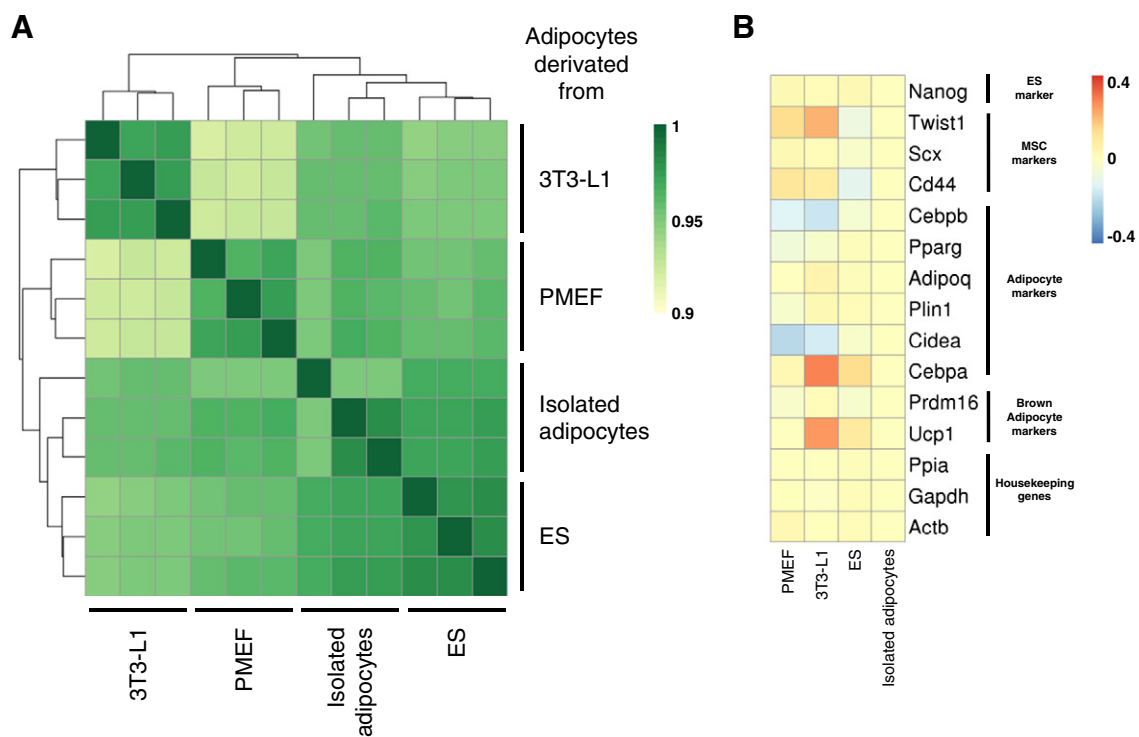 A
Adipocytes
derived
from
1
0.95
0.9
3T3-L1
PMEF
Isolated
adipocytes
ES
3T3-L1
PMEF
Isolated
adipocytes
ES
B
Nanog
Twist1
Scx
Cd44
Cebpb
Pparg
Adipoq
Plin1
Cidea
Cebpa
Prdm16
Ucp1
Ppia
Gapdh
Actb
ES
marker
MSC
markers
Adipocyte
markers
Brown
Adipocyte
markers
Housekeeping
genes
0.4
0
-0.4
PMEF
3T3-L1
ES
Isolated adipocytes